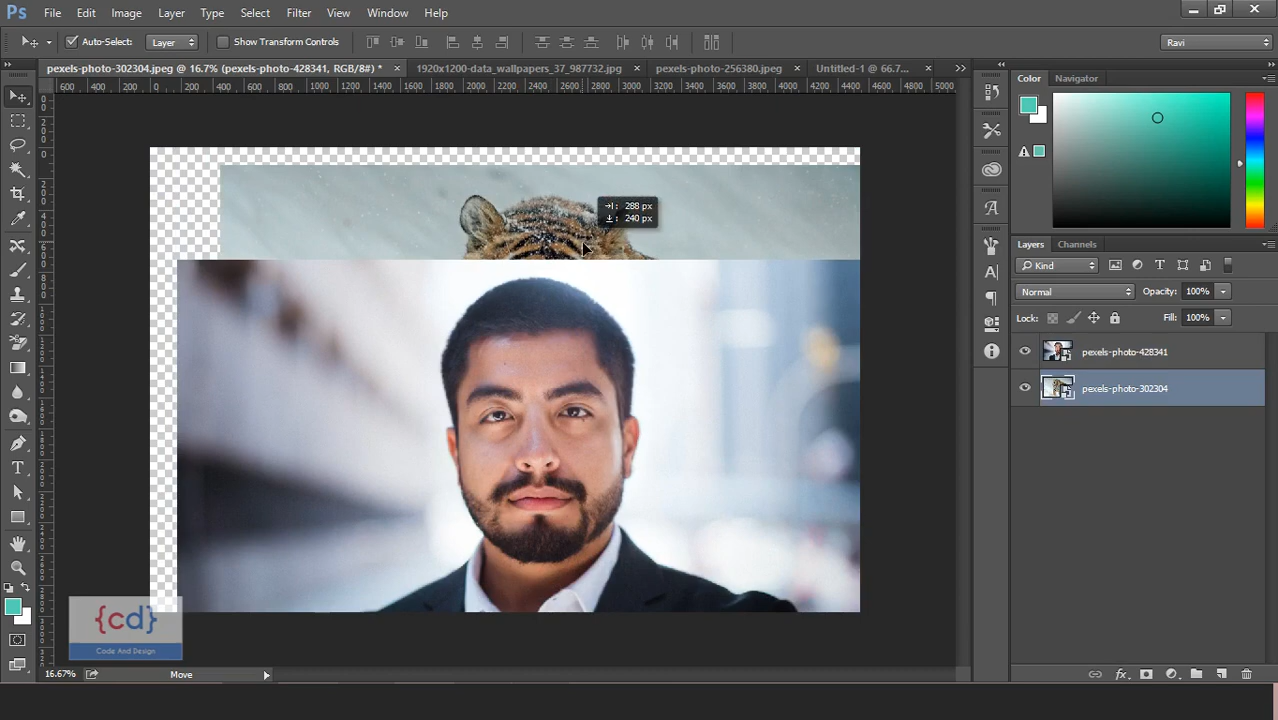 Ps File Edit Image Layer Type Select Filter View Window Help
Auto-Select: Layer Show Transform Controls Ravi
pexels-photo-302304.jpeg @ 16.7% (pexels-photo-428341, RGB/8#) * × 1920x1200-data_wallpapers_37_987732.jpg × pexels-photo-256380.jpeg × Untitled-1 @ 66.7... ×
600 400 200 0 200 400 600 800 1000 1200 1400 1600 1800 2000 2200 2400 2600 2800 3000 3200 3400 3600 3800 4000 4200 4400 5000
Color Navigator
288 px
240 px
Layers Channels
Kind
Normal Opacity: 100%
Lock: Fill: 100%
pexels-photo-428341
pexels-photo-302304
{cd}
Code And Design
16.67% Move